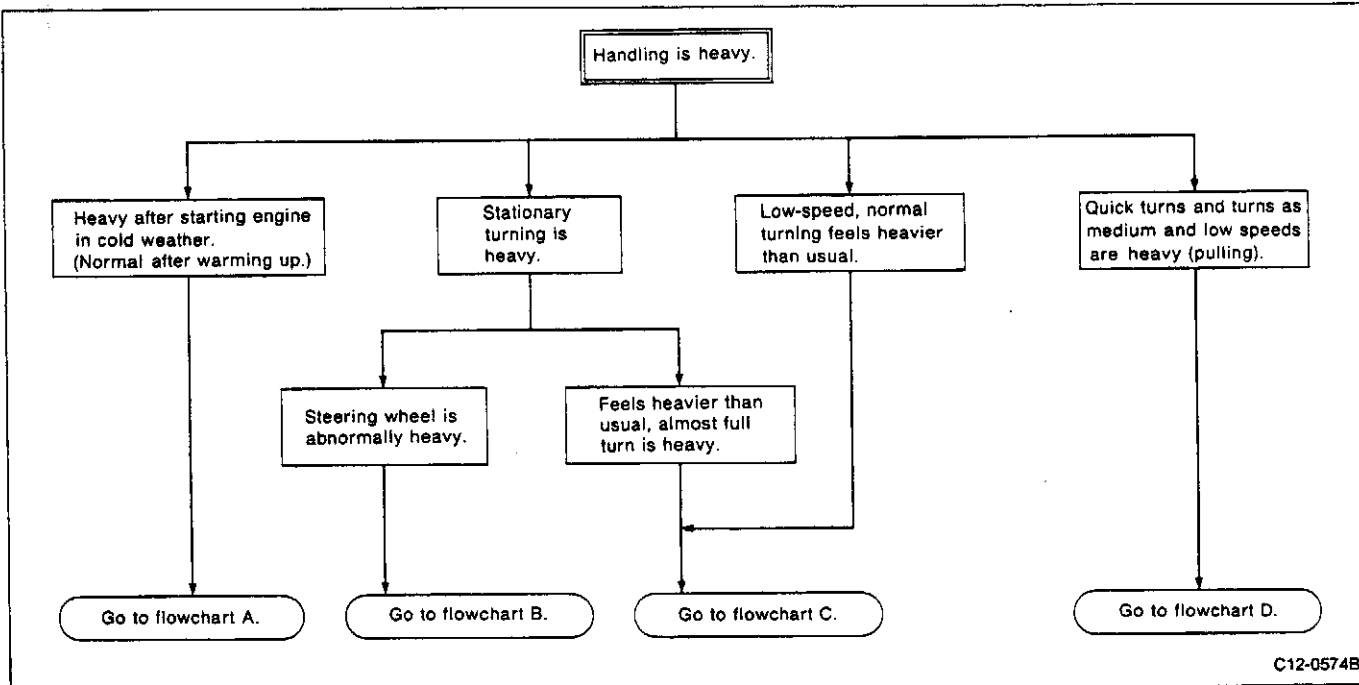 Handling is heavy.
Heavy after starting engine
in cold weather.
(Normal after warming up.)
Stationary
turning is
heavy.
Low-speed, normal
turning feels heavier
than usual.
Quick turns and turns as
medium and low speeds
are heavy (pulling).
Steering wheel is
abnormally heavy.
Feels heavier than
usual, almost full
turn is heavy.
Go to flowchart A.
Go to flowchart B.
Go to flowchart C.
Go to flowchart D.
C12-0574B